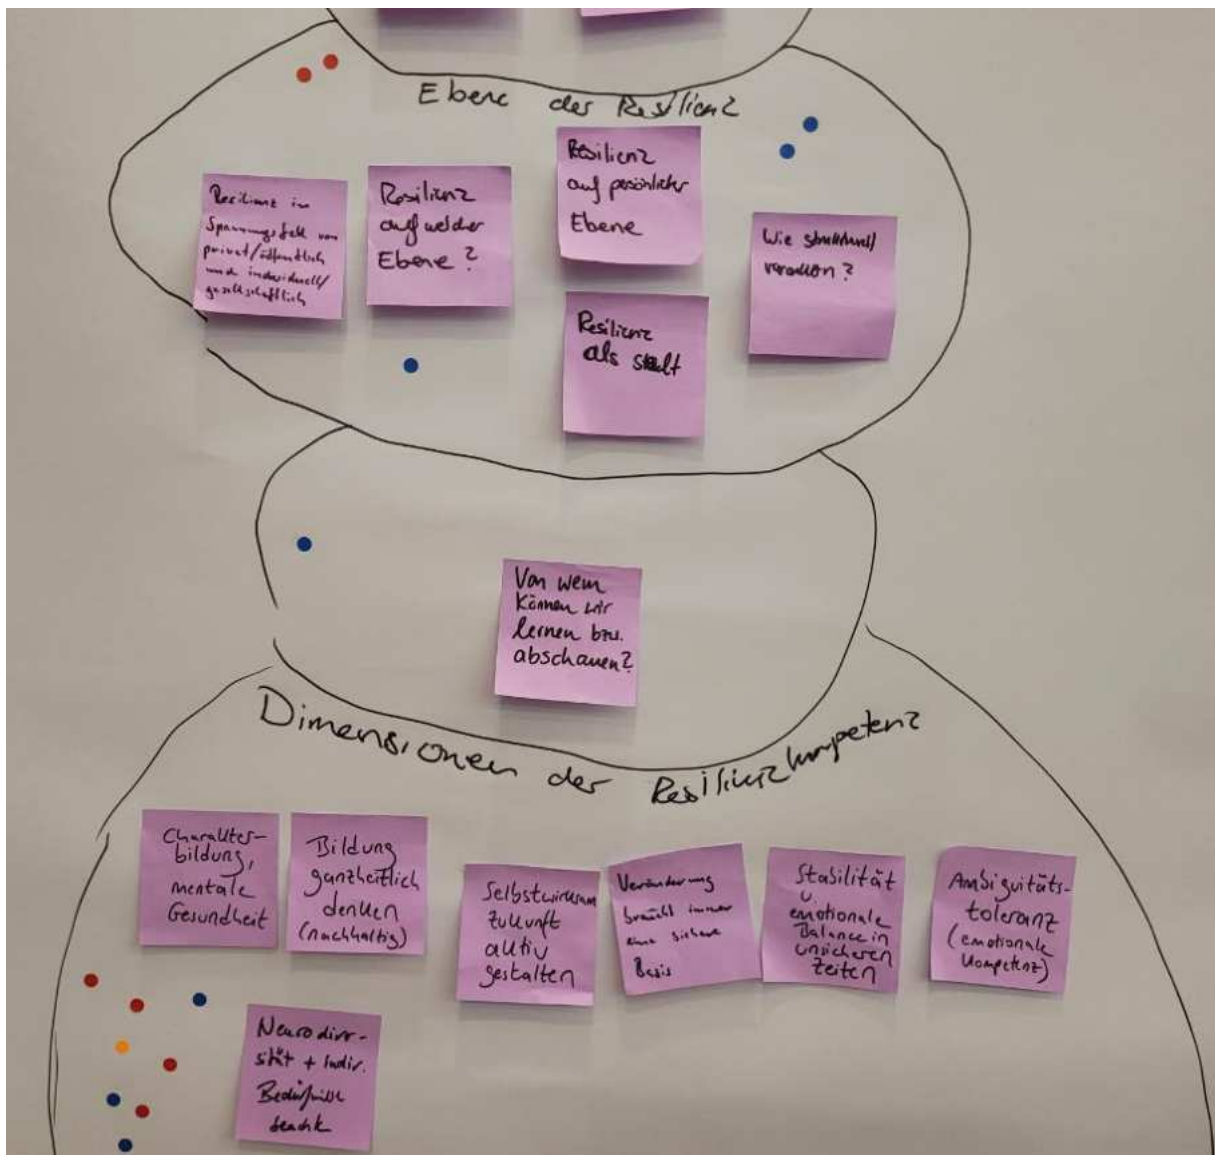 Ebene der Resilienz
Resilienz im
Spannungsfeld von
privat/öffentlich
und individuell/
gesellschaftlich
Resilienz
auf welcher
Ebene?
Resilienz
auf persönlicher
Ebene
Resilienz
als
Wie strukturell
Von wem
können wir
lernen bzw.
abschauen?
Dimensionen der Resilienzkompetenz
Charakter-
bildung,
mentale
Gesundheit
Bildung
ganzheitlich
denken
(nachhaltig)
Selbstwirksam
Zukunft
aktiv
gestalten
Veränderung
braucht immer
eine sichere
Basis
Stabilität
u.
emotionale
Balance in
unsicheren
Zeiten
Ambiguitäts-
toleranz
(emotionale
Kompetenz)
Neurodiver-
sität + indiv.
Bedürfnisse